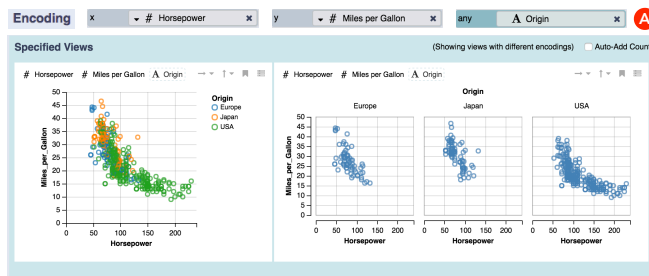 Encoding x # Horsepower × y # Miles per Gallon × any A Origin × A
Specified Views (Showing views with different encodings) Auto-Add Coun
# Horsepower # Miles per Gallon A Origin
Origin
Europe
Japan
USA
Miles_per_Gallon
50
45
40
35
30
25
20
15
10
5
0
0 50 100 150 200
Horsepower
# Horsepower # Miles per Gallon A Origin
Origin
Europe Japan USA
Miles_per_Gallon
50
45
40
35
30
25
20
15
10
5
0
0 50 100 150 200 0 50 100 150 200 0 50 100 150 200
Horsepower Horsepower Horsepower